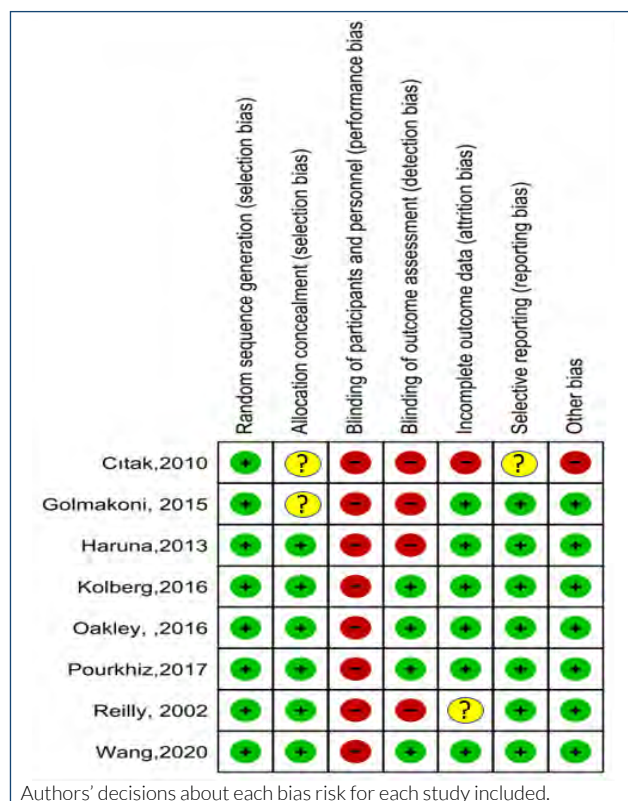 Random sequence generation (selection bias)
Allocation concealment (selection bias)
Blinding of participants and personnel (performance bias
Blinding of outcome assessment (detection bias)
Incomplete outcome data (attrition bias)
Selective reporting (reporting bias)
Other bias
Cıtak,2010 + ? - - - ? -
Golmakoni, 2015 + ? - - + + +
Haruna,2013 + + - - + + +
Kolberg,2016 + + - + + + +
Oakley, ,2016 + + - + + + +
Pourkhiz,2017 + + - + + + +
Reilly, 2002 + + - - ? + +
Wang,2020 + + - + + + +
Authors' decisions about each bias risk for each study included.